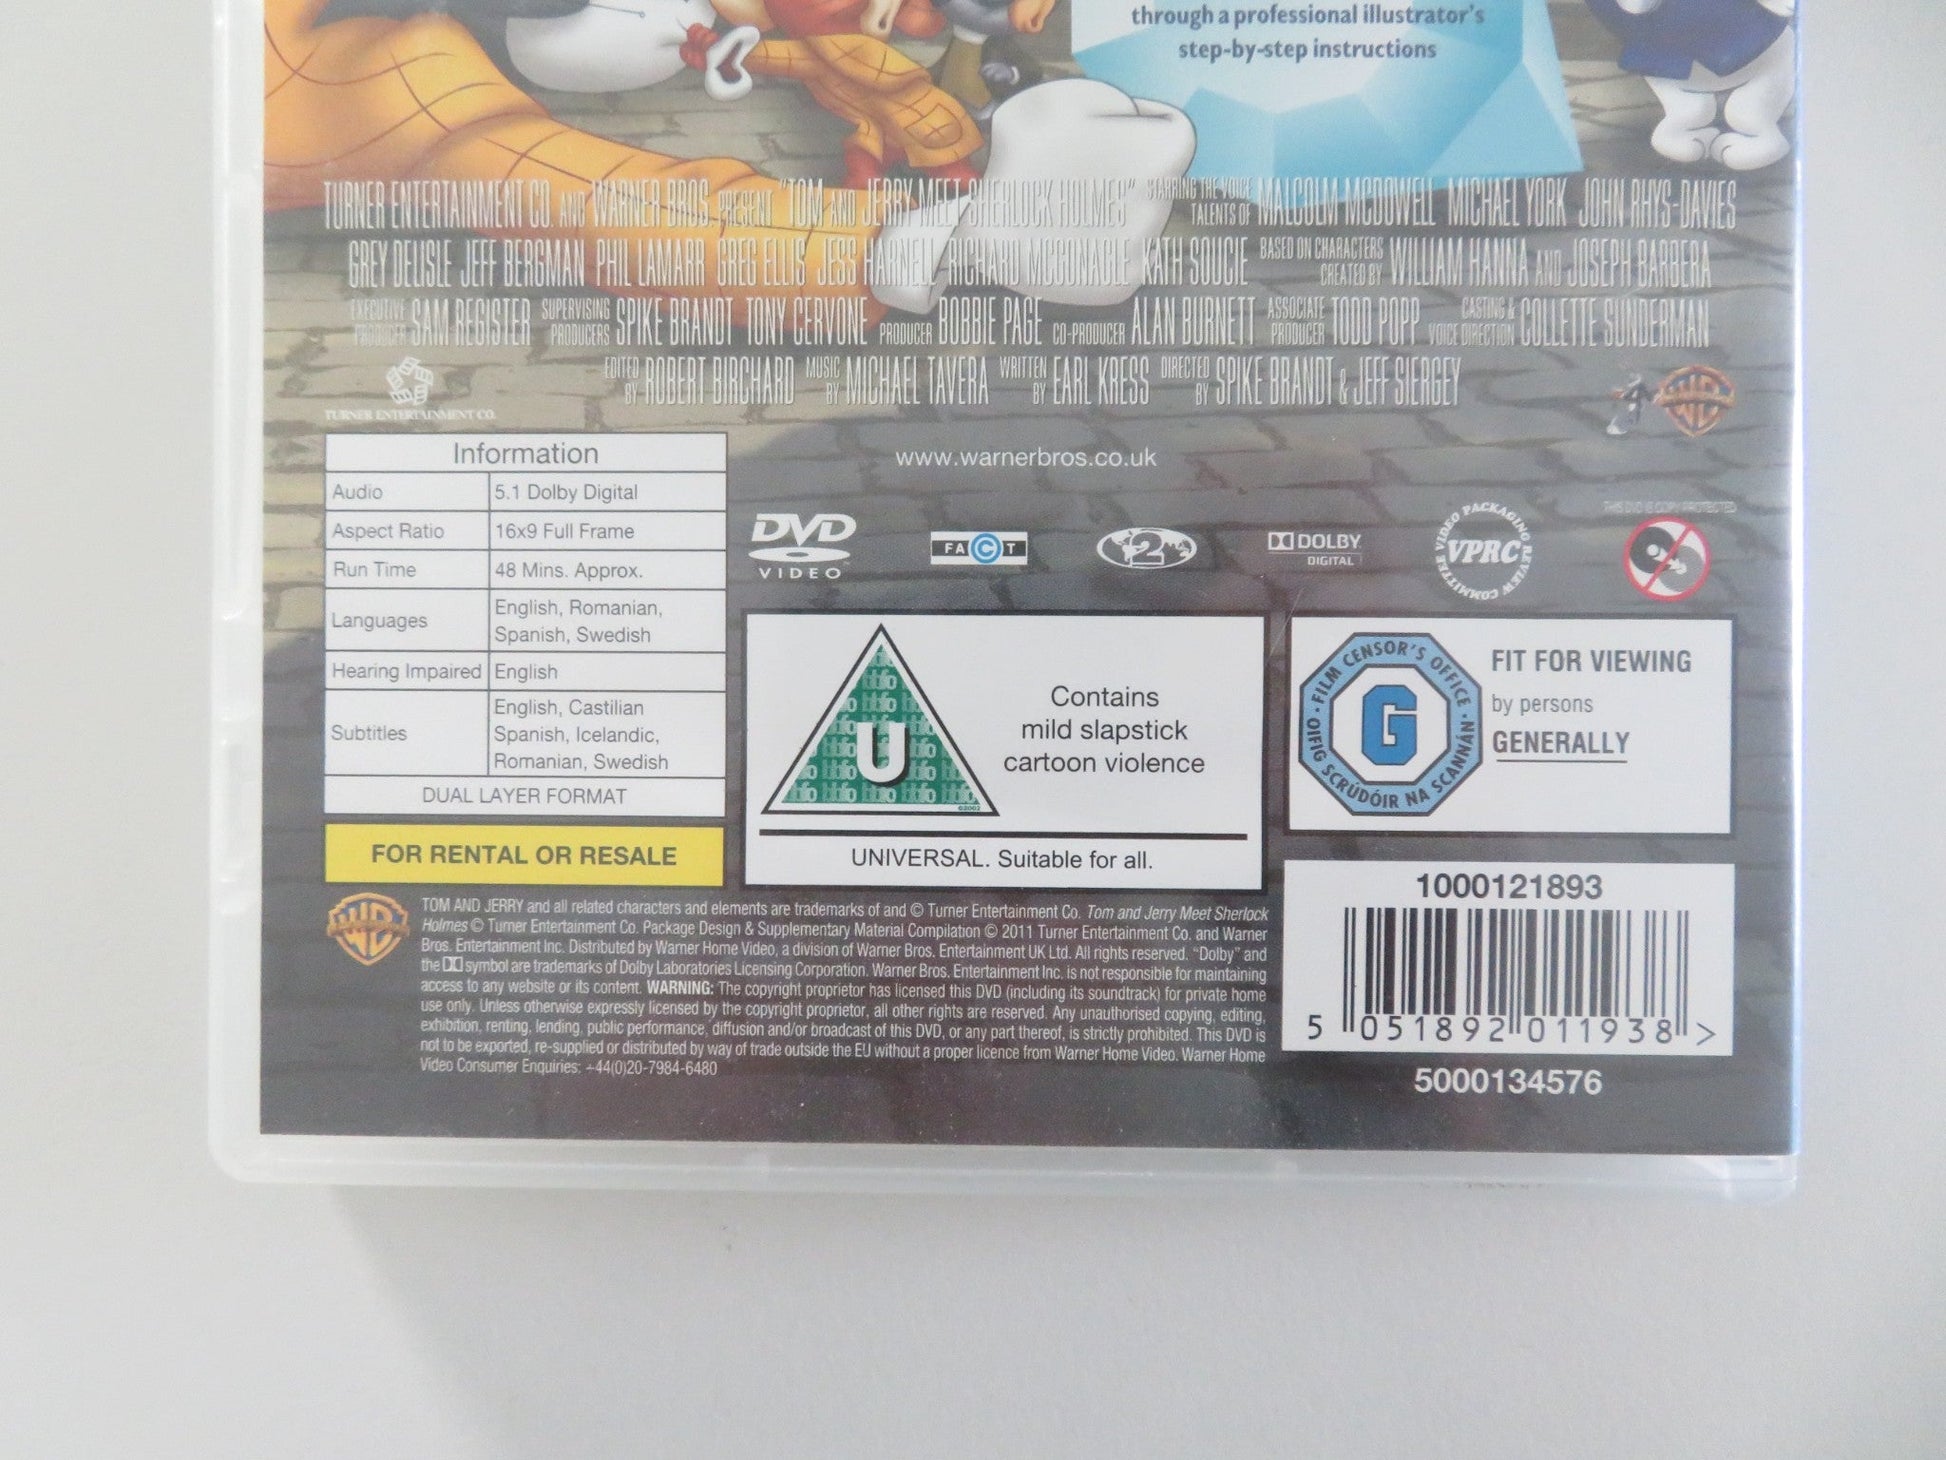 through a professional illustrator's
step-by-step instructions
TURNER ENTERTAINMENT CO. AND WARNER BROS. PRESENT "TOM AND JERRY MEET SHERLOCK HOLMES" STARRING THE VOICE TALENTS OF MALCOLM MCDOWELL MICHAEL YORK JOHN RHYS-DAVIES
GREY DELISLE JEFF BERGMAN PHIL LAMARR GREG ELLIS JESS HARNELL RICHARD MCGONAGLE KATH SOUCIE BASED ON CHARACTERS CREATED BY WILLIAM HANNA AND JOSEPH BARBERA
EXECUTIVE PRODUCER SAM REGISTER SUPERVISING PRODUCERS SPIKE BRANDT TONY CERVONE PRODUCER BOBBIE PAGE CO-PRODUCER ALAN BURNETT ASSOCIATE PRODUCER TODD POPP CASTING & VOICE DIRECTION COLLETTE SUNDERMAN
EDITED BY ROBERT BIRCHARD MUSIC BY MICHAEL TAVERA WRITTEN BY EARL KRESS DIRECTED BY SPIKE BRANDT & JEFF SIERGEY
TURNER ENTERTAINMENT CO.
WB
Information
Audio 5.1 Dolby Digital
Aspect Ratio 16x9 Full Frame
Run Time 48 Mins. Approx.
Languages English, Romanian,
Spanish, Swedish
Hearing Impaired English
Subtitles English, Castilian
Spanish, Icelandic,
Romanian, Swedish
DUAL LAYER FORMAT
FOR RENTAL OR RESALE
www.warnerbros.co.uk
DVD
VIDEO
FACT
2
DOLBY
DIGITAL
VIDEO PACKAGING REVIEW COMMITTEE
VPRC
THIS DVD IS COPY PROTECTED
bbfc
U
©2002
Contains
mild slapstick
cartoon violence
UNIVERSAL. Suitable for all.
· FILM CENSOR'S OFFICE · OIFIG SCRÚDÓIR NA SCANNÁN
G
FIT FOR VIEWING
by persons
GENERALLY
1000121893
5 051892 011938 >
5000134576
WB
TOM AND JERRY and all related characters and elements are trademarks of and © Turner Entertainment Co. Tom and Jerry Meet Sherlock
Holmes © Turner Entertainment Co. Package Design & Supplementary Material Compilation © 2011 Turner Entertainment Co. and Warner
Bros. Entertainment Inc. Distributed by Warner Home Video, a division of Warner Bros. Entertainment UK Ltd. All rights reserved. "Dolby" and
the symbol are trademarks of Dolby Laboratories Licensing Corporation. Warner Bros. Entertainment Inc. is not responsible for maintaining
access to any website or its content. WARNING: The copyright proprietor has licensed this DVD (including its soundtrack) for private home
use only. Unless otherwise expressly licensed by the copyright proprietor, all other rights are reserved. Any unauthorised copying, editing,
exhibition, renting, lending, public performance, diffusion and/or broadcast of this DVD, or any part thereof, is strictly prohibited. This DVD is
not to be exported, re-supplied or distributed by way of trade outside the EU without a proper licence from Warner Home Video. Warner Home
Video Consumer Enquiries: +44(0)20-7984-6480